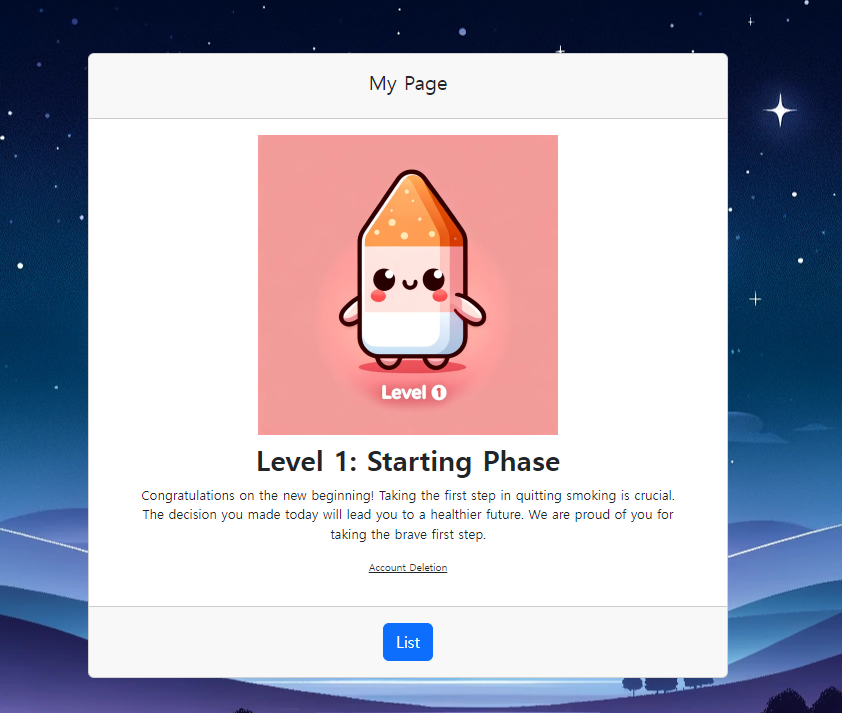 My Page
Level 1
Level 1: Starting Phase
Congratulations on the new beginning! Taking the first step in quitting smoking is crucial.
The decision you made today will lead you to a healthier future. We are proud of you for
taking the brave first step.
Account Deletion
List